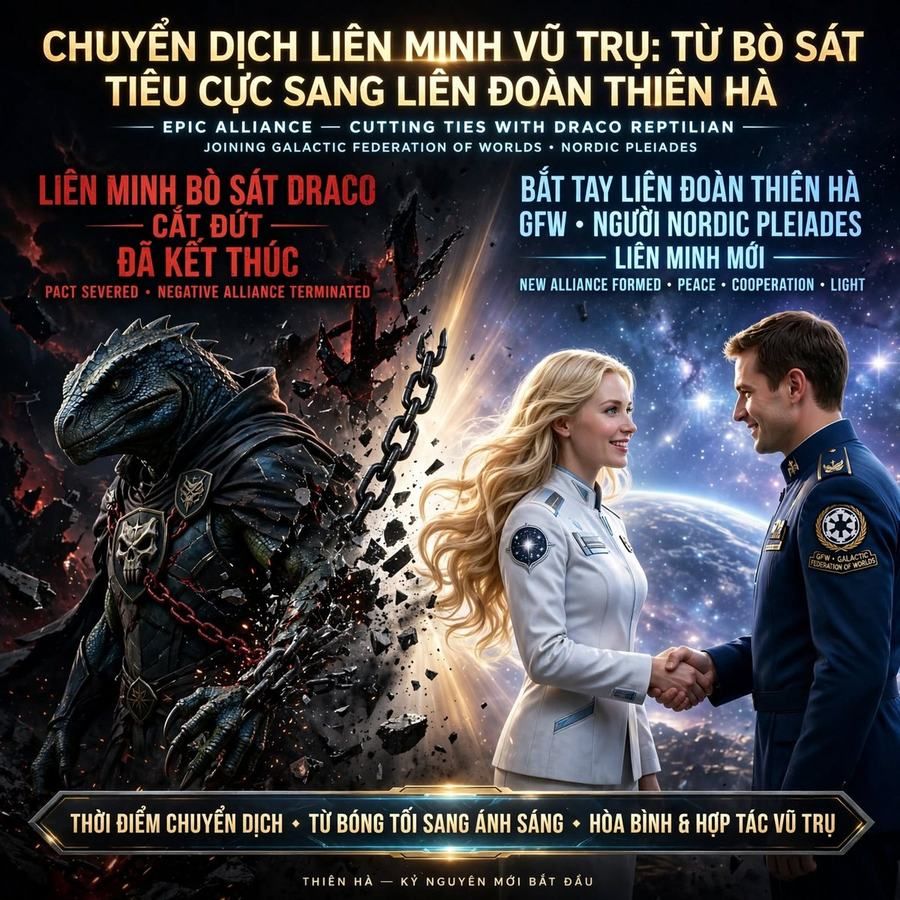 CHUYỂN DỊCH LIÊN MINH VŨ TRỤ: TỪ BÒ SÁT
TIÊU CỰC SANG LIÊN ĐOÀN THIÊN HÀ
EPIC ALLIANCE — CUTTING TIES WITH DRACO REPTILIAN
JOINING GALACTIC FEDERATION OF WORLDS • NORDIC PLEIADES
LIÊN MINH BÒ SÁT DRACO
CẮT ĐỨT
ĐÃ KẾT THÚC
PACT SEVERED • NEGATIVE ALLIANCE TERMINATED
BẮT TAY LIÊN ĐOÀN THIÊN HÀ
GFW • NGƯỜI NORDIC PLEIADES
LIÊN MINH MỚI
NEW ALLIANCE FORMED • PEACE • COOPERATION • LIGHT
GFW • GALACTIC
FEDERATION OF WORLDS
THỜI ĐIỂM CHUYỂN DỊCH • TỪ BÓNG TỐI SANG ÁNH SÁNG • HÒA BÌNH & HỢP TÁC VŨ TRỤ
THIÊN HÀ — KỶ NGUYÊN MỚI BẮT ĐẦU